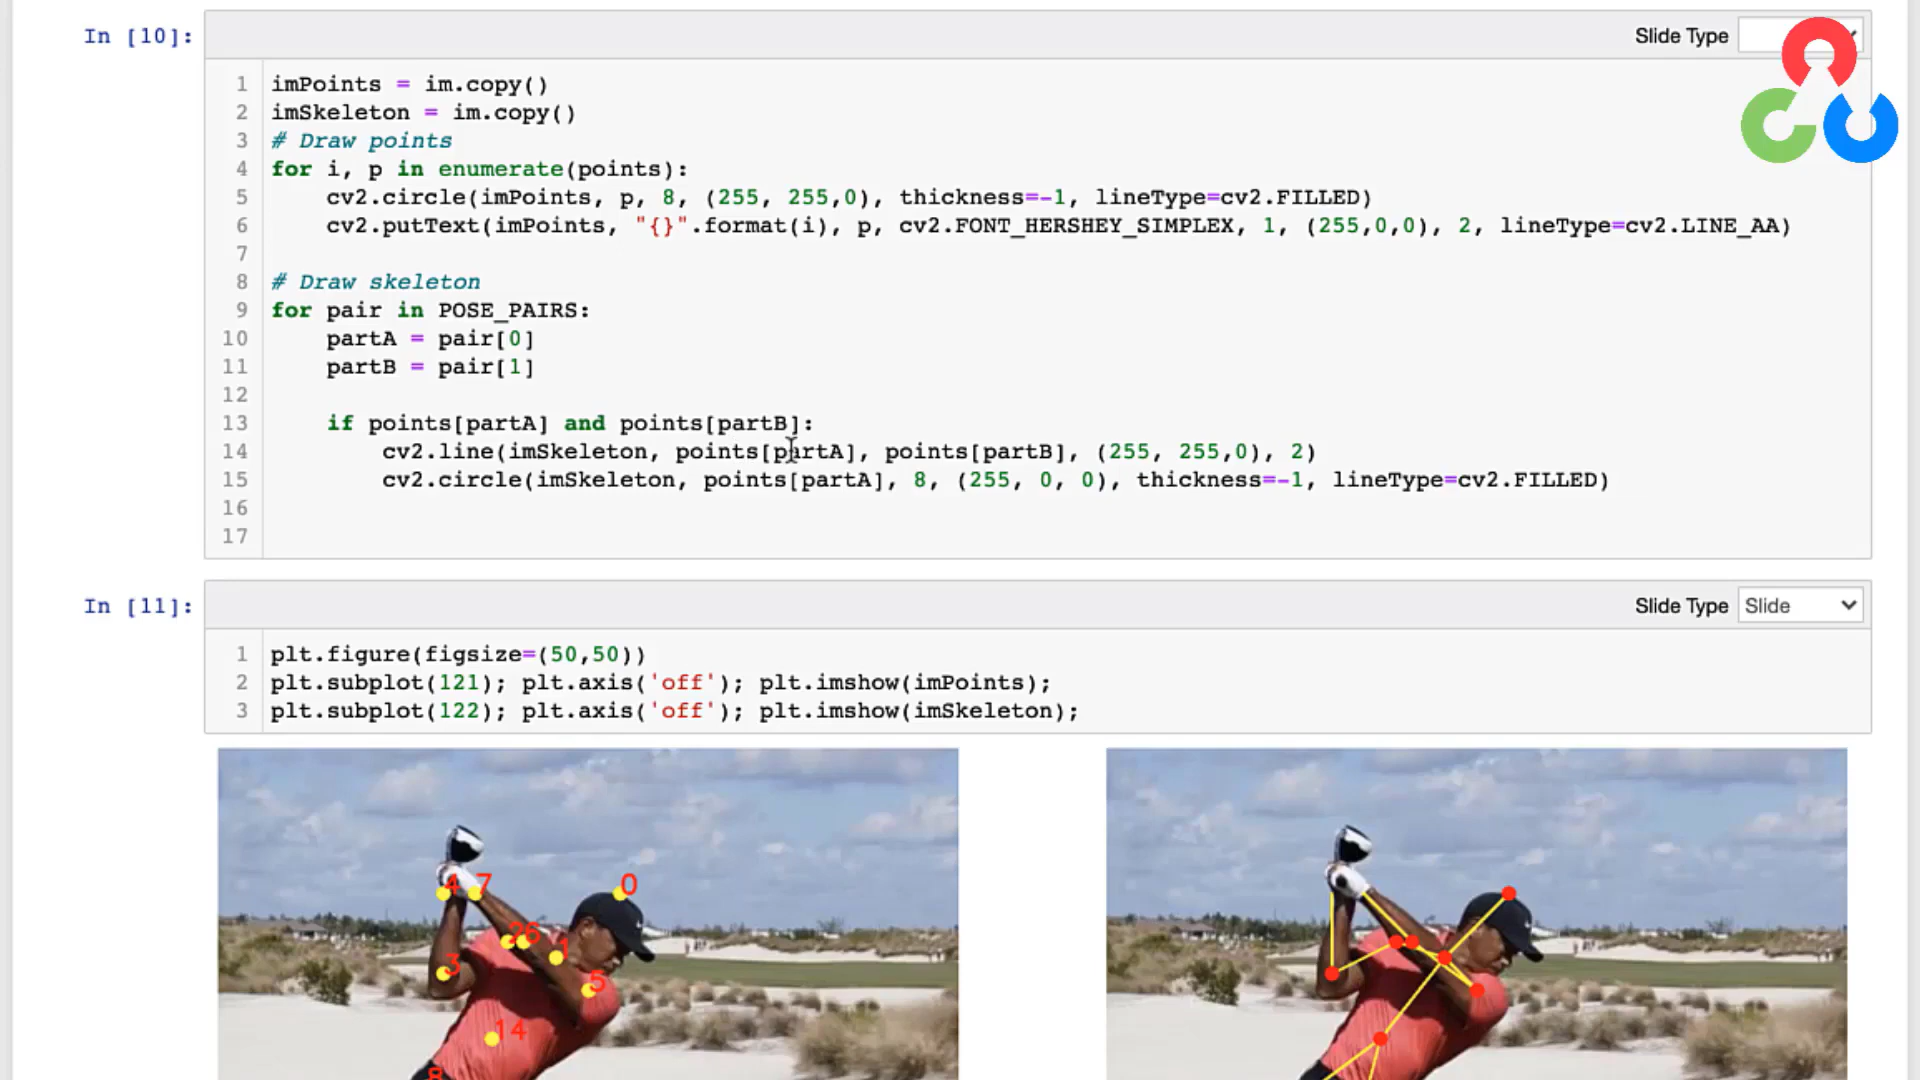 In [10]:
Slide Type
1 imPoints = im.copy()
2 imSkeleton = im.copy()
3 # Draw points
4 for i, p in enumerate(points):
5     cv2.circle(imPoints, p, 8, (255, 255,0), thickness=-1, lineType=cv2.FILLED)
6     cv2.putText(imPoints, "{}".format(i), p, cv2.FONT_HERSHEY_SIMPLEX, 1, (255,0,0), 2, lineType=cv2.LINE_AA)
7
8 # Draw skeleton
9 for pair in POSE_PAIRS:
10     partA = pair[0]
11     partB = pair[1]
12
13     if points[partA] and points[partB]:
14         cv2.line(imSkeleton, points[partA], points[partB], (255, 255,0), 2)
15         cv2.circle(imSkeleton, points[partA], 8, (255, 0, 0), thickness=-1, lineType=cv2.FILLED)
16
17
In [11]:
Slide Type Slide
1 plt.figure(figsize=(50,50))
2 plt.subplot(121); plt.axis('off'); plt.imshow(imPoints);
3 plt.subplot(122); plt.axis('off'); plt.imshow(imSkeleton);
4 7 0
2 6 1
3 5
14
8